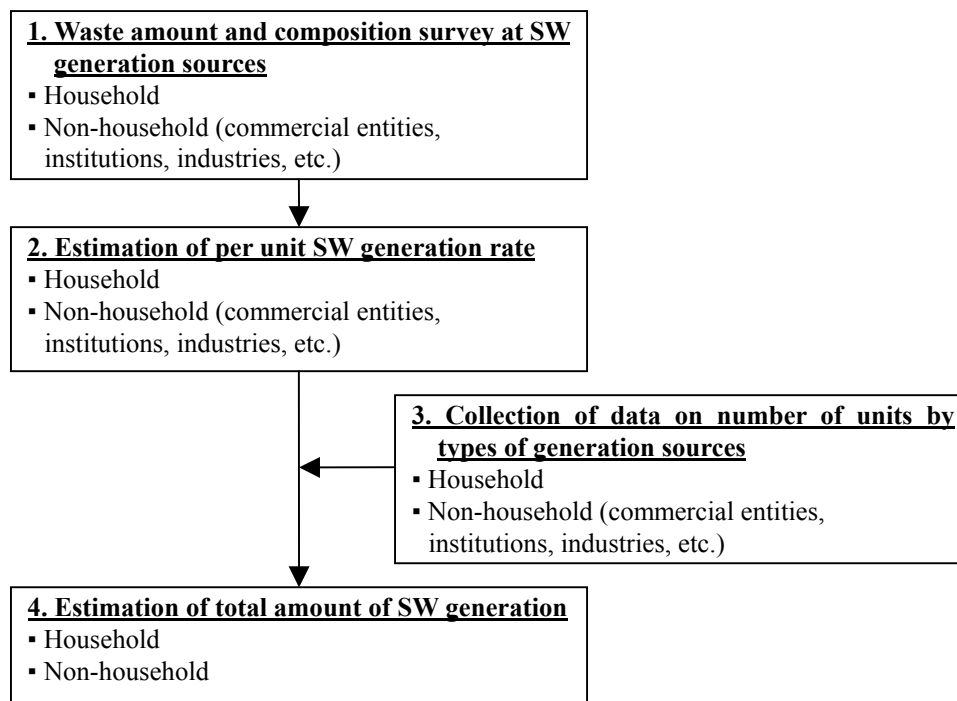 1. Waste amount and composition survey at SW
generation sources
▪ Household
▪ Non-household (commercial entities,
institutions, industries, etc.)
2. Estimation of per unit SW generation rate
▪ Household
▪ Non-household (commercial entities,
institutions, industries, etc.)
3. Collection of data on number of units by
types of generation sources
▪ Household
▪ Non-household (commercial entities,
institutions, industries, etc.)
4. Estimation of total amount of SW generation
▪ Household
▪ Non-household